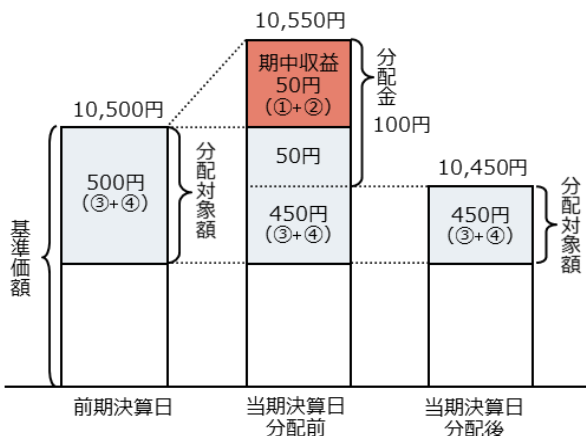 10,550円
期中収益
50円
(①+②)
分配金
100円
10,500円
50円
10,450円
500円
(③+④)
分配対象額
450円
(③+④)
450円
(③+④)
分配対象額
基準価額
前期決算日
当期決算日
分配前
当期決算日
分配後